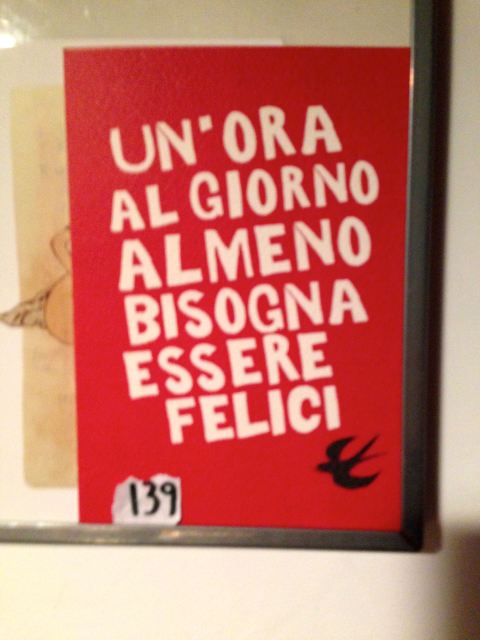 UN'ORA
AL GIORNO
ALMENO
BISOGNA
ESSERE
FELICI
139